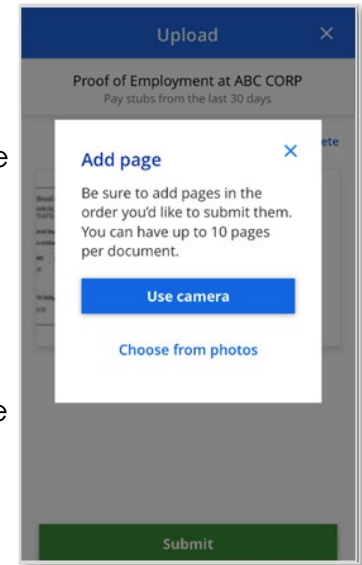 Upload ×
Proof of Employment at ABC CORP
Pay stubs from the last 30 days
ete
Add page ×
Be sure to add pages in the
order you'd like to submit them.
You can have up to 10 pages
per document.
Use camera
Choose from photos
Submit
e
e